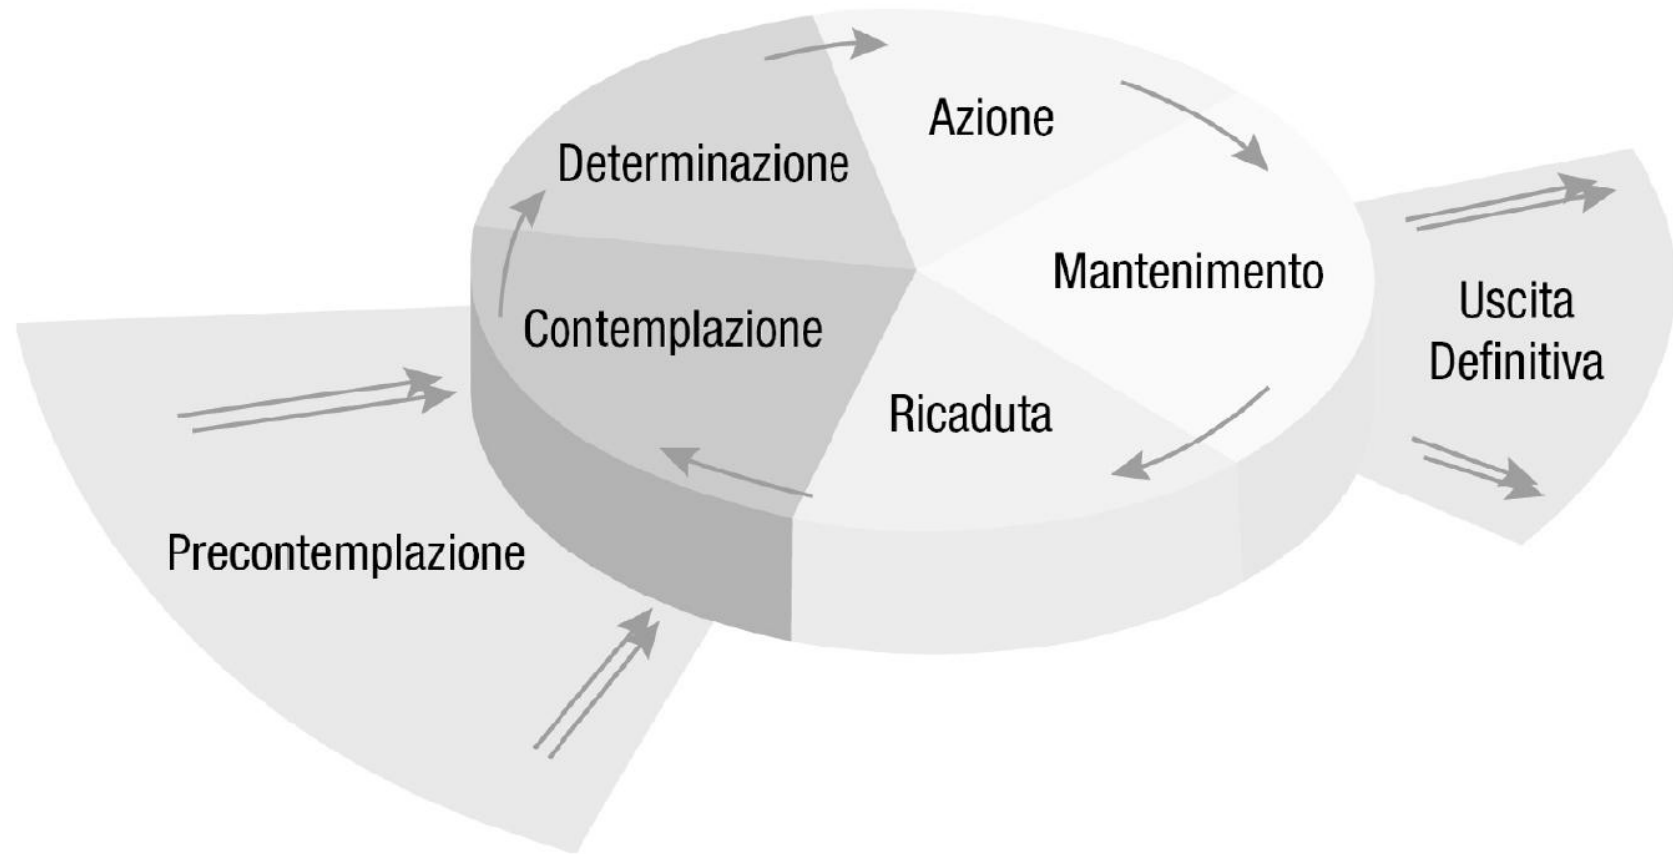 Azione
Determinazione
Mantenimento
Uscita
Definitiva
Contemplazione
Ricaduta
Precontemplazione